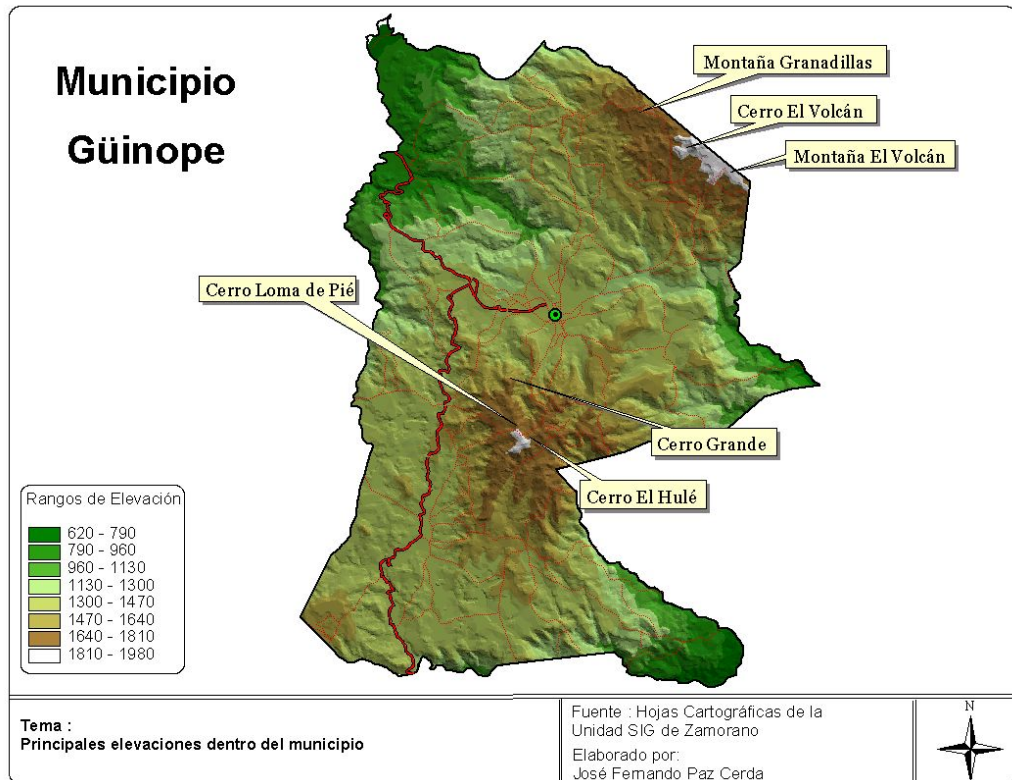 Municipio
Güinope
Montaña Granadillas
Cerro El Volcán
Montaña El Volcán
Cerro Loma de Pié
Cerro Grande
Cerro El Hulé
Rangos de Elevación
620 - 790
790 - 960
960 - 1130
1130 - 1300
1300 - 1470
1470 - 1640
1640 - 1810
1810 - 1980
Tema :
Principales elevaciones dentro del municipio
Fuente : Hojas Cartográficas de la
Unidad SIG de Zamorano
Elaborado por:
José Fernando Paz Cerda
N